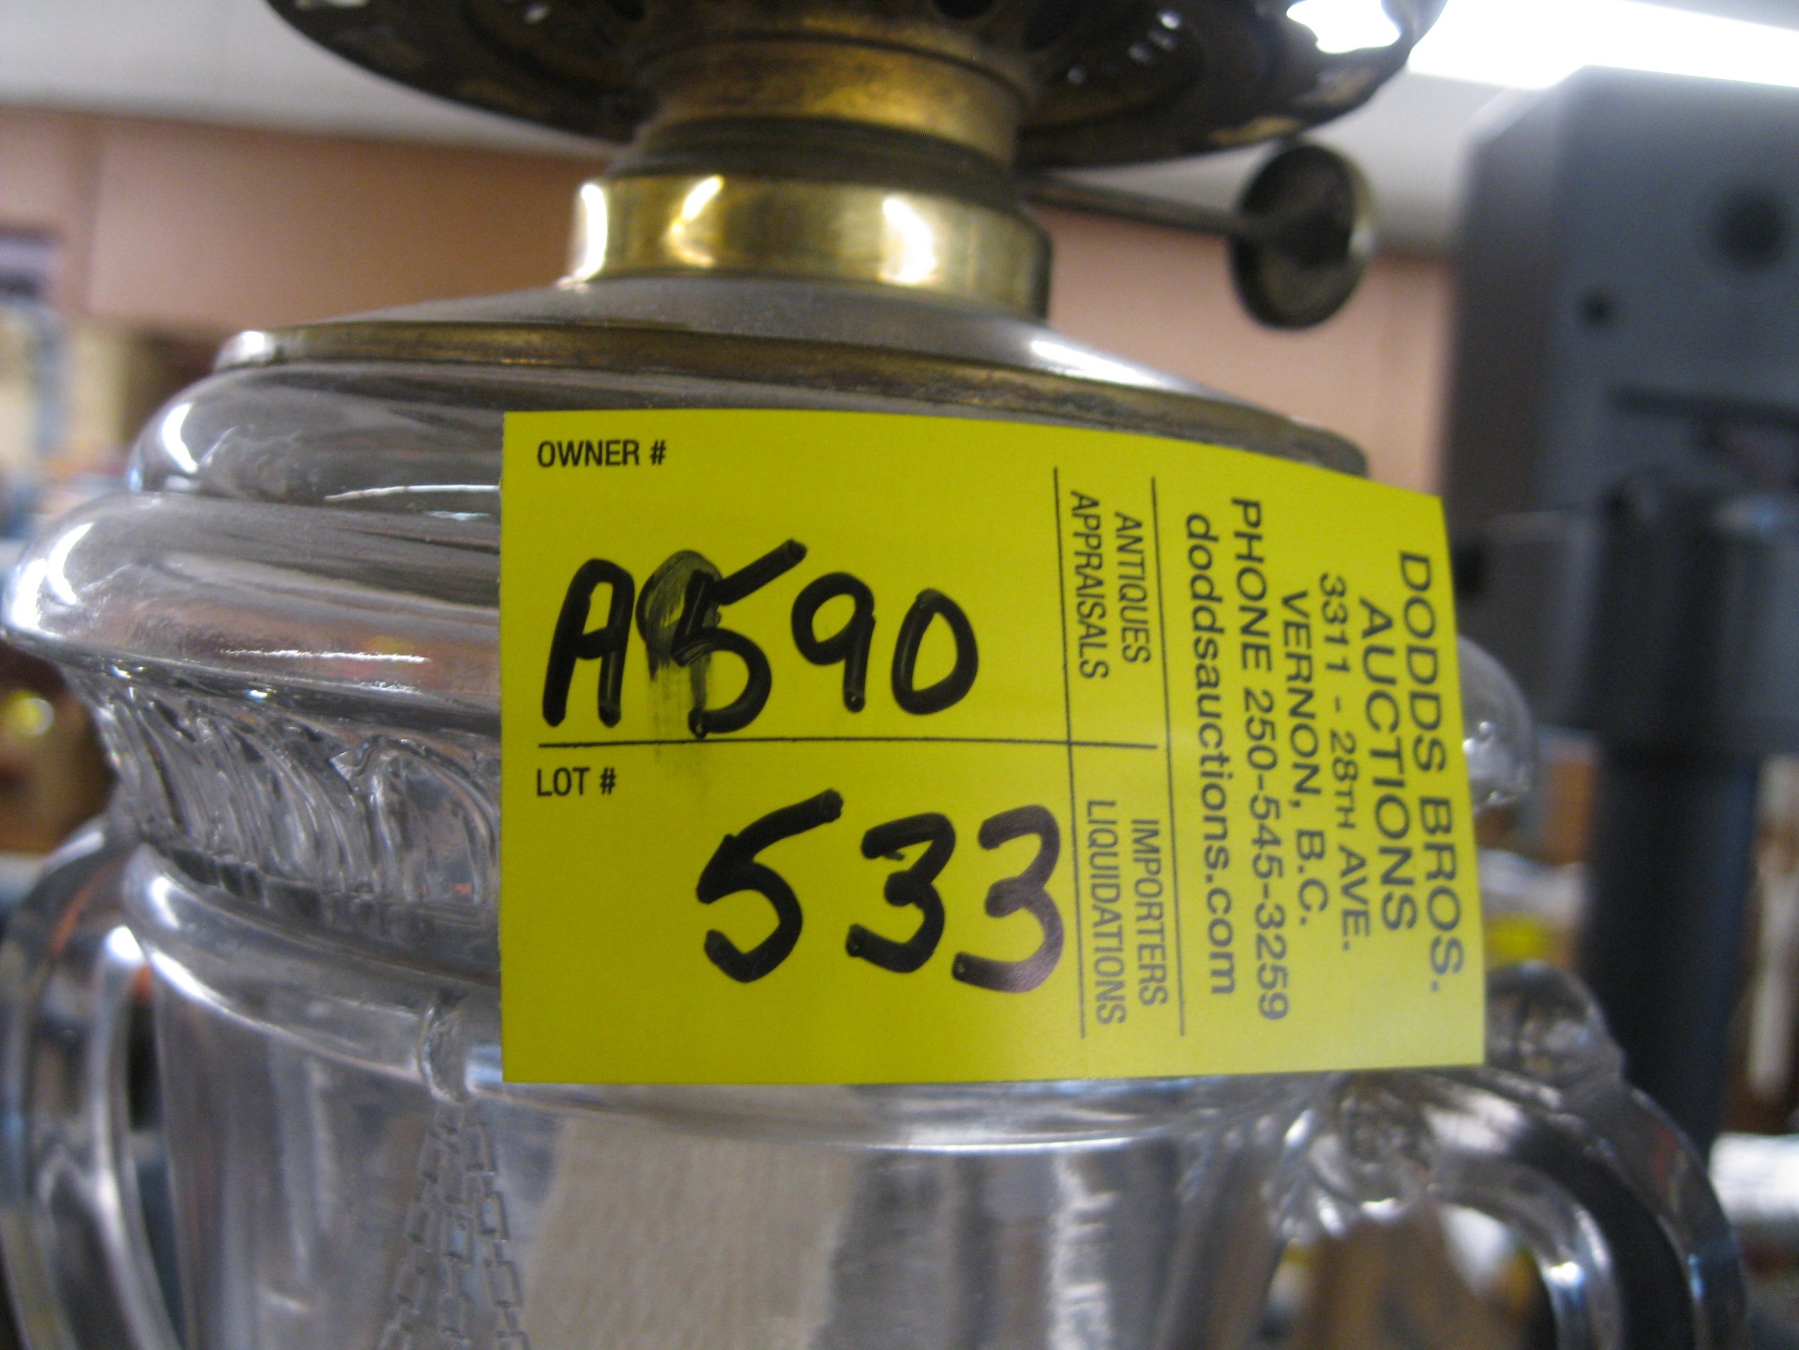 OWNER #
A590
LOT #
533
ANTIQUES
APPRAISALS
IMPORTERS
LIQUIDATIONS
DODDS BROS.
AUCTIONS
3311 - 28TH AVE.
VERNON, B.C.
PHONE 250-545-3259
doddsauctions.com